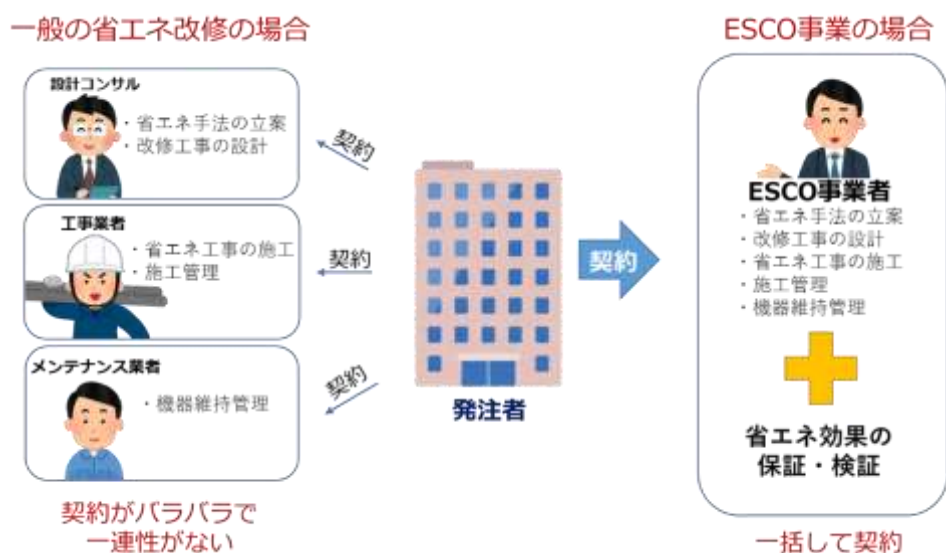 一般の省エネ改修の場合
設計コンサル
・省エネ手法の立案
・改修工事の設計
契約
工事業者
・省エネ工事の施工
・施工管理
契約
メンテナンス業者
・機器維持管理
契約
契約がバラバラで
一連性がない
発注者
契約
ESCO事業の場合
ESCO事業者
・省エネ手法の立案
・改修工事の設計
・省エネ工事の施工
・施工管理
・機器維持管理
省エネ効果の
保証・検証
一括して契約